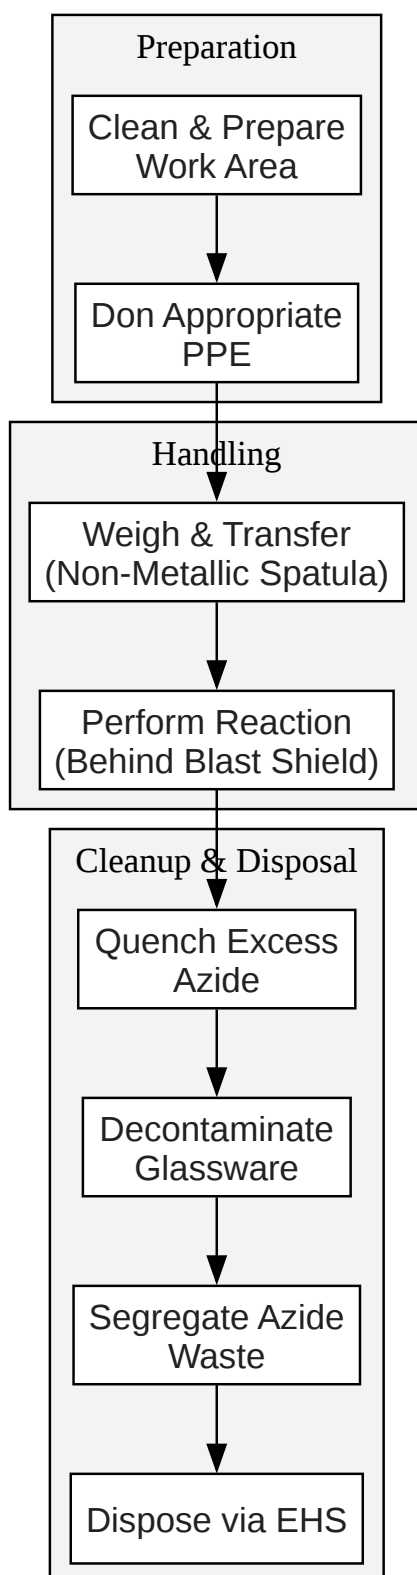 Preparation
Clean & Prepare
Work Area
Don Appropriate
PPE
Handling
Weigh & Transfer
(Non-Metallic Spatula)
Perform Reaction
(Behind Blast Shield)
Cleanup & Disposal
Quench Excess
Azide
Decontaminate
Glassware
Segregate Azide
Waste
Dispose via EHS